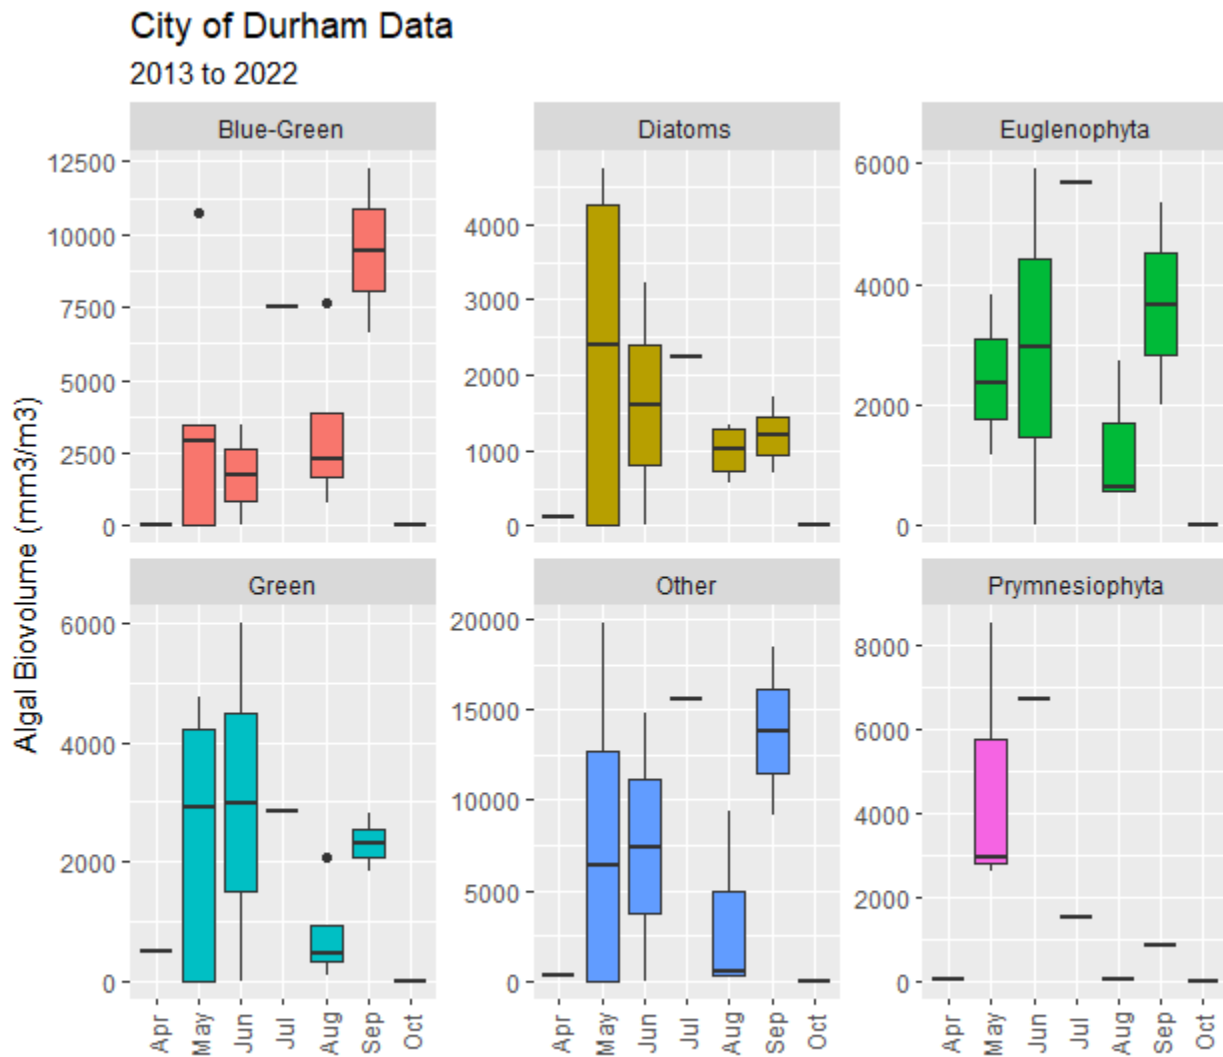 City of Durham Data
2013 to 2022
Algal Biovolume (mm3/m3)
Blue-Green
12500
10000
7500
5000
2500
0
Diatoms
4000
3000
2000
1000
0
Euglenophyta
6000
4000
2000
0
Green
6000
4000
2000
0
Apr May Jun Jul Aug Sep Oct
Other
20000
15000
10000
5000
0
Apr May Jun Jul Aug Sep Oct
Prymnesiophyta
8000
6000
4000
2000
0
Apr May Jun Jul Aug Sep Oct